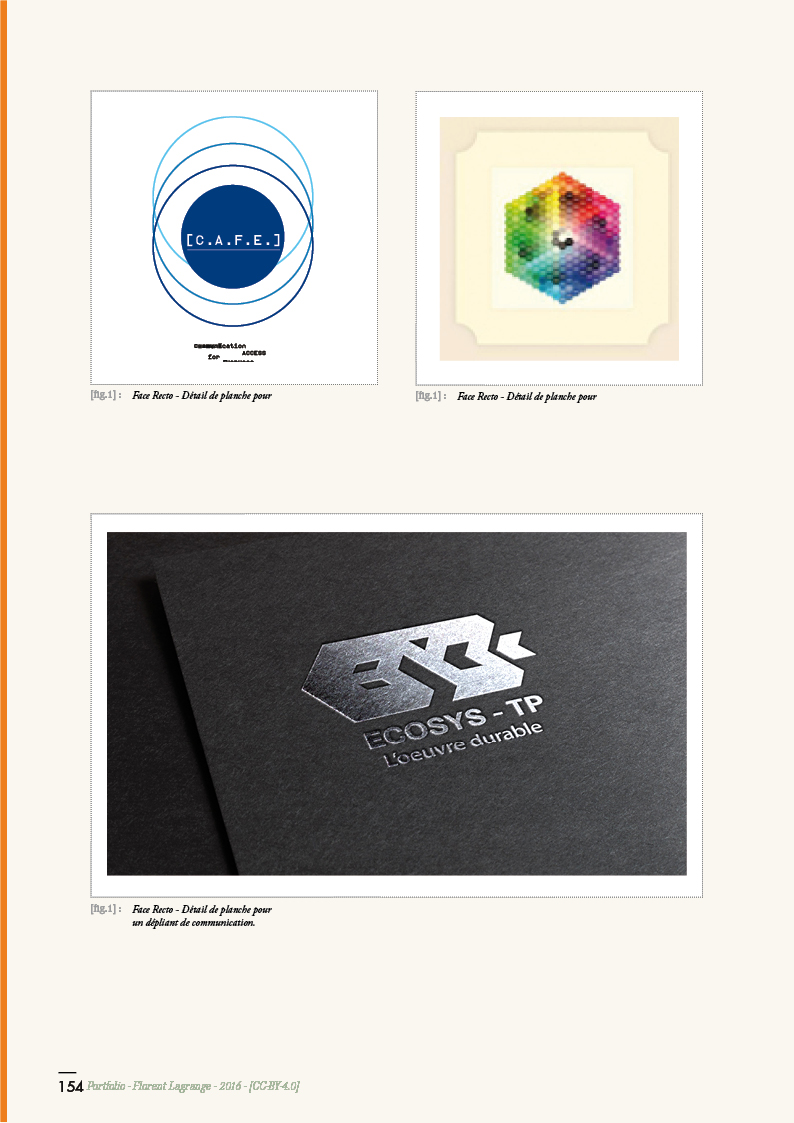 [C.A.F.E.]
communication
ACCESS
for
[fig.1] : Face Recto - Détail de planche pour
[fig.1] : Face Recto - Détail de planche pour
ECOSYS - TP
L'oeuvre durable
[fig.1] : Face Recto - Détail de planche pour
un dépliant de communication.
154 Portfolio - Florent Lagrange - 2016 - [CC-BY-4.0]